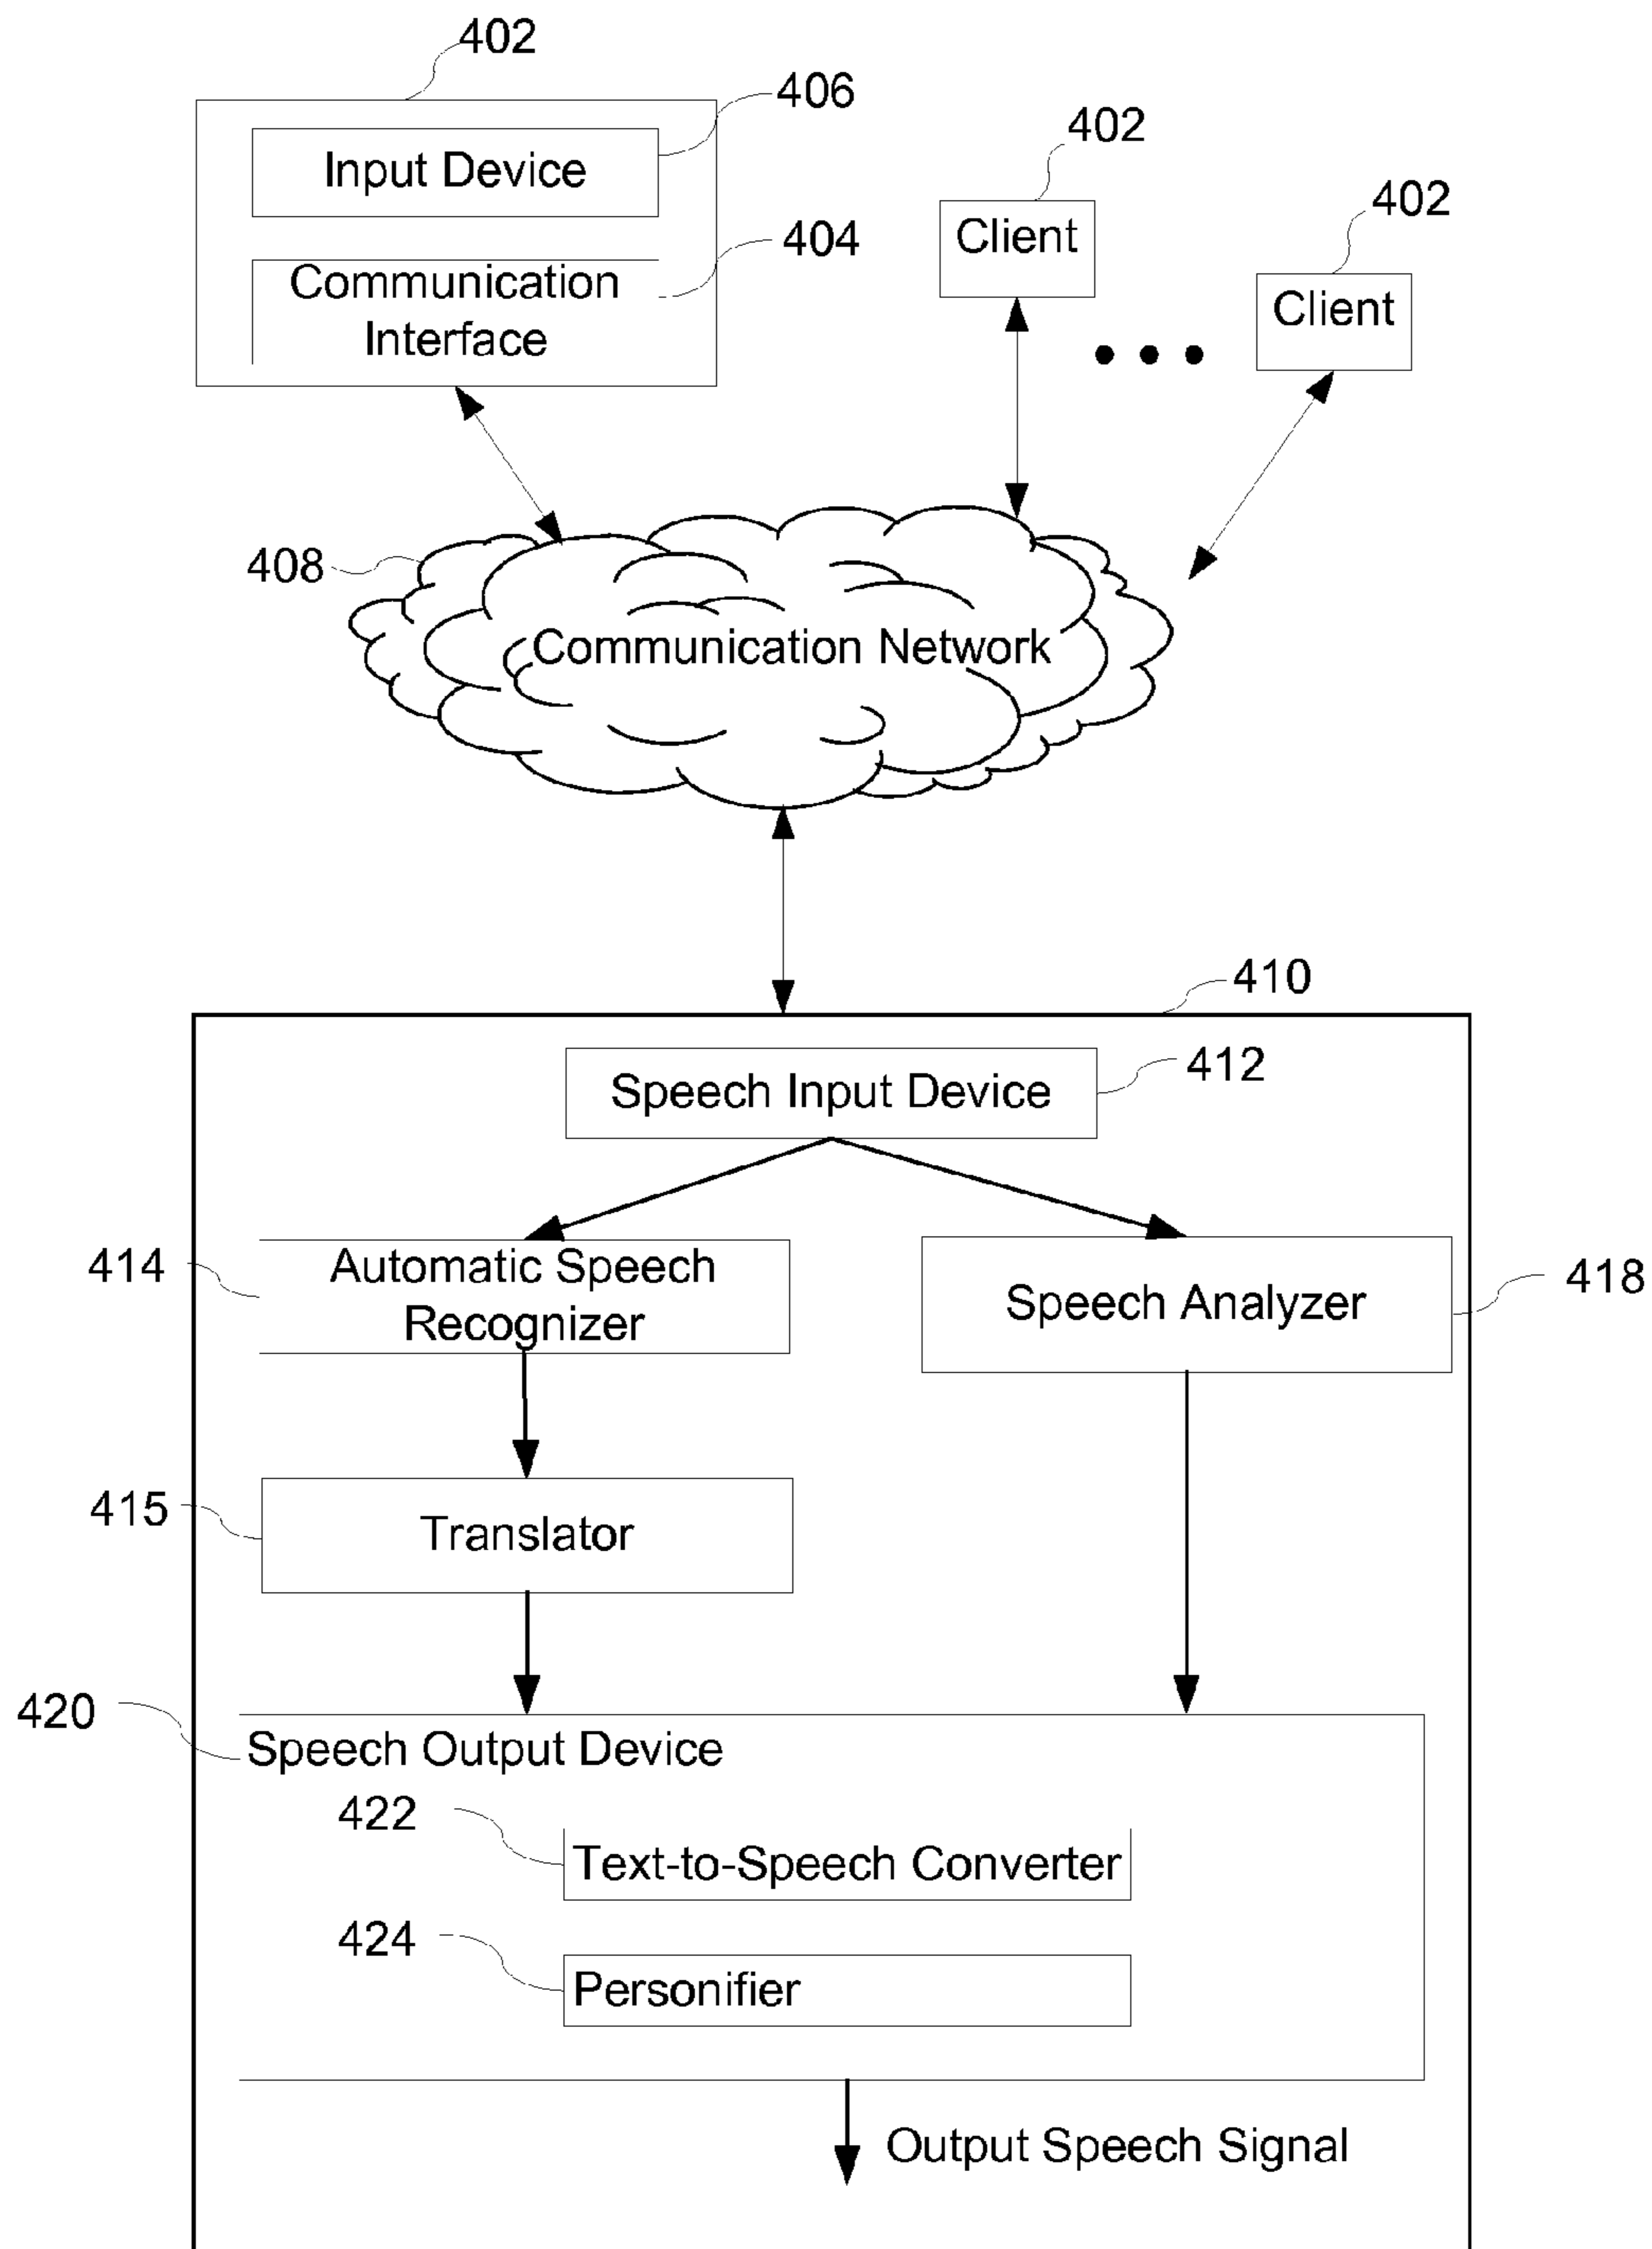 402
406
Input Device
404
Communication
Interface
402
Client
402
Client
408
Communication Network
410
Speech Input Device
412
414
Automatic Speech
Recognizer
Speech Analyzer
418
415
Translator
420
Speech Output Device
422
Text-to-Speech Converter
424
Personifier
Output Speech Signal